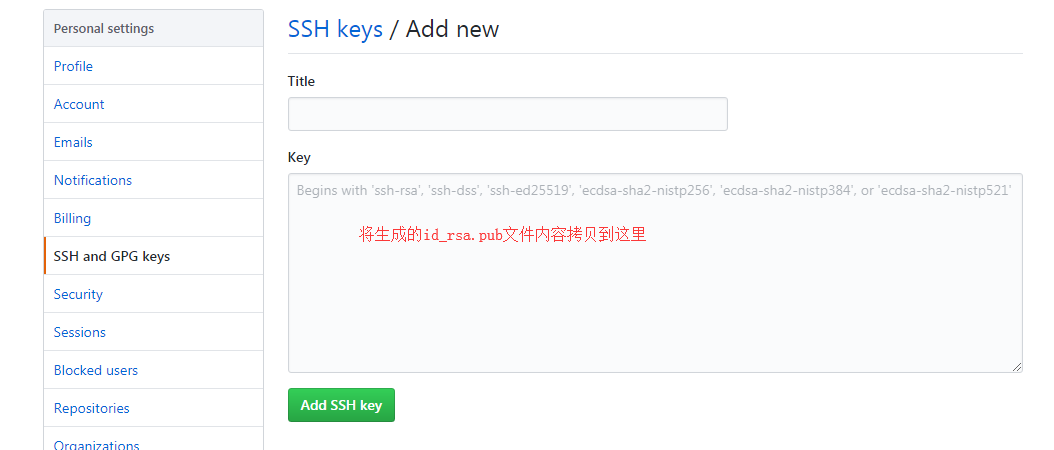 Personal settings
Profile
Account
Emails
Notifications
Billing
SSH and GPG keys
Security
Sessions
Blocked users
Repositories
Organizations
SSH keys / Add new
Title
Key
Begins with 'ssh-rsa', 'ssh-dss', 'ssh-ed25519', 'ecdsa-sha2-nistp256', 'ecdsa-sha2-nistp384', or 'ecdsa-sha2-nistp521'
将生成的id_rsa.pub文件内容拷贝到这里
Add SSH key